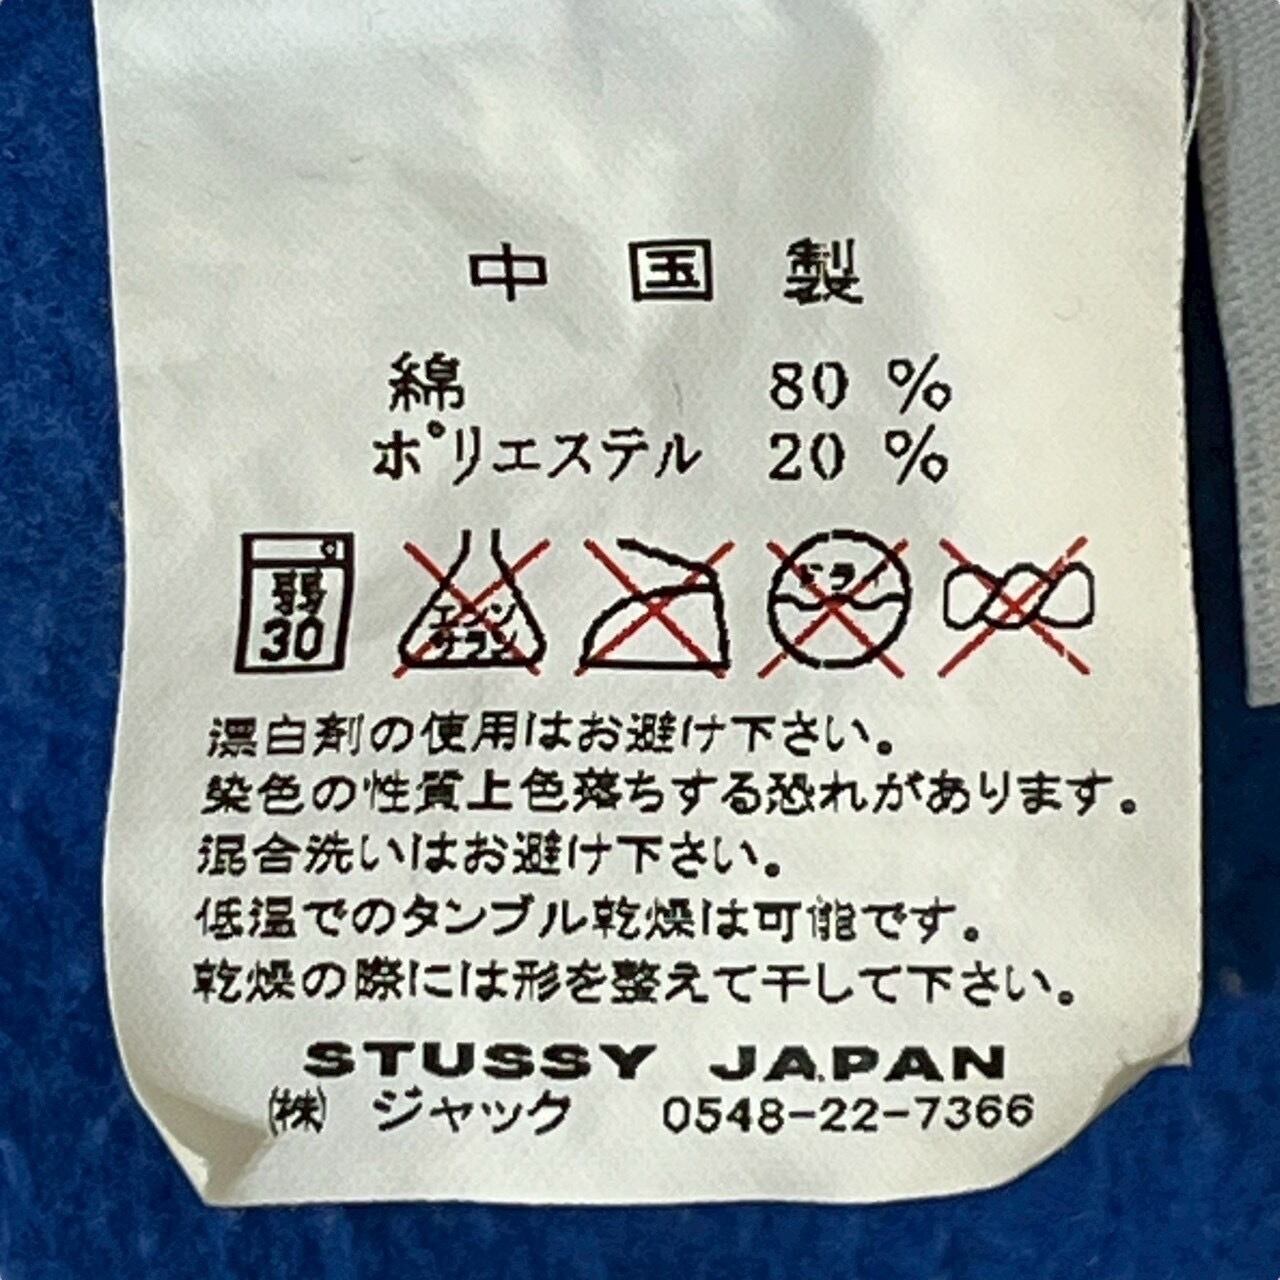 中国製
綿 80 %
ポリエステル 20 %
弱 30
エンソ サラシ
ドライ
漂白剤の使用はお避け下さい。
染色の性質上色落ちする恐れがあります。
混合洗いはお避け下さい。
低温でのタンブル乾燥は可能です。
乾燥の際には形を整えて干して下さい。
STUSSY JAPAN
㈱ ジャック 0548-22-7366